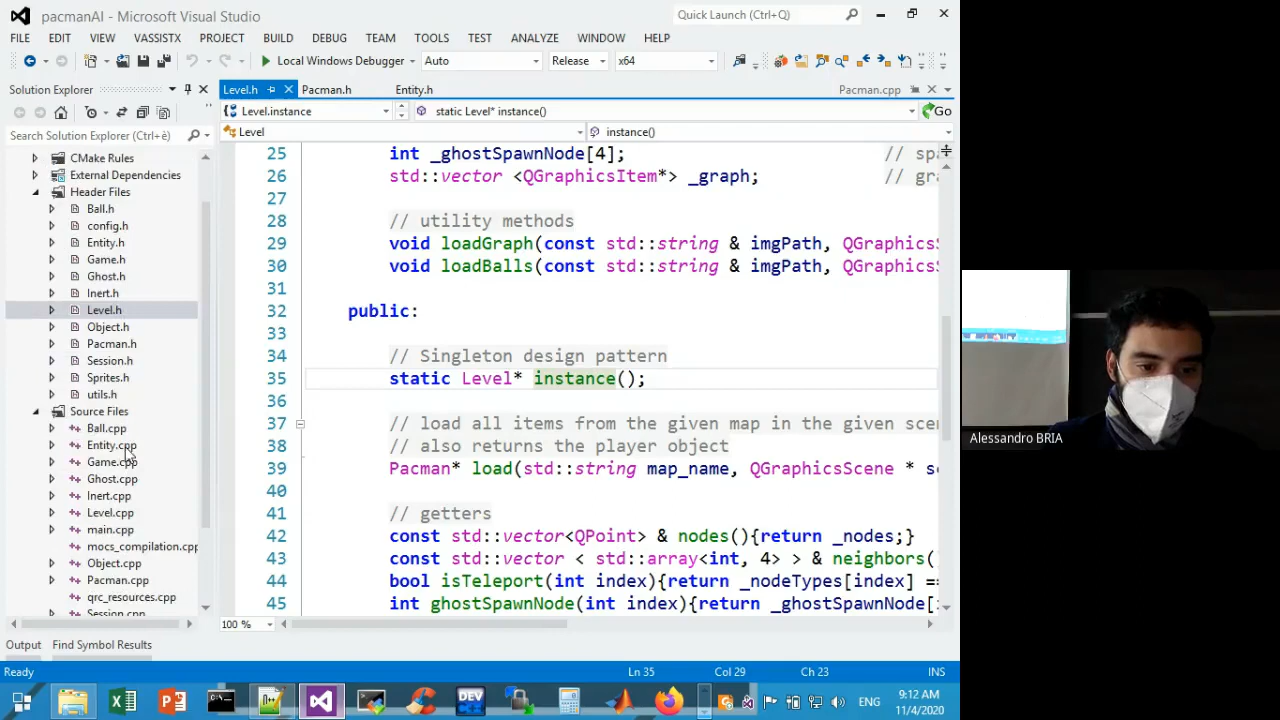 pacmanAI - Microsoft Visual Studio
Quick Launch (Ctrl+Q)
FILE EDIT VIEW VASSISTX PROJECT BUILD DEBUG TEAM TOOLS TEST ANALYZE WINDOW HELP
Local Windows Debugger Auto Release x64
Solution Explorer
Level.h Pacman.h Entity.h Pacman.cpp
Level.instance static Level* instance() Go
Search Solution Explorer (Ctrl+è)
Level instance()
CMake Rules
External Dependencies
Header Files
Ball.h
config.h
Entity.h
Game.h
Ghost.h
Inert.h
Level.h
Object.h
Pacman.h
Session.h
Sprites.h
utils.h
Source Files
Ball.cpp
Entity.cpp
Game.cpp
Ghost.cpp
Inert.cpp
Level.cpp
main.cpp
mocs_compilation.cpp
Object.cpp
Pacman.cpp
qrc_resources.cpp
Session.cpp
25 int _ghostSpawnNode[4]; // spa
26 std::vector <QGraphicsItem*> _graph; // gra
27
28 // utility methods
29 void loadGraph(const std::string & imgPath, QGraphicsS
30 void loadBalls(const std::string & imgPath, QGraphicsS
31
32 public:
33
34 // Singleton design pattern
35 static Level* instance();
36
37 // load all items from the given map in the given scen
38 // also returns the player object
39 Pacman* load(std::string map_name, QGraphicsScene * s
40
41 // getters
42 const std::vector<QPoint> & nodes(){return _nodes;}
43 const std::vector < std::array<int, 4> > & neighbors()
44 bool isTeleport(int index){return _nodeTypes[index] ==
45 int ghostSpawnNode(int index){return _ghostSpawnNode[
100 %
Output Find Symbol Results
Ready Ln 35 Col 29 Ch 23 INS
DEV
ENG
9:12 AM
11/4/2020
Alessandro BRIA